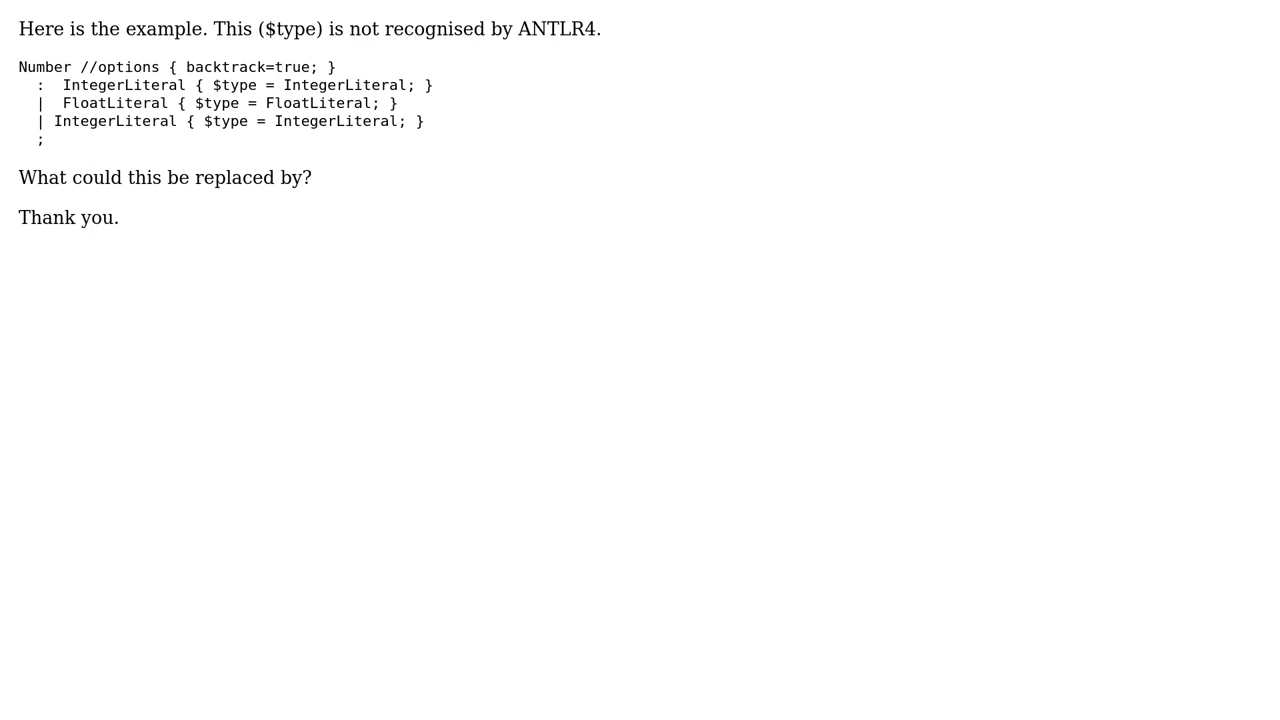 Here is the example. This ($type) is not recognised by ANTLR4.
Number //options { backtrack=true; }
  :  IntegerLiteral { $type = IntegerLiteral; }
  |  FloatLiteral { $type = FloatLiteral; }
  | IntegerLiteral { $type = IntegerLiteral; }
  ;
What could this be replaced by?
Thank you.